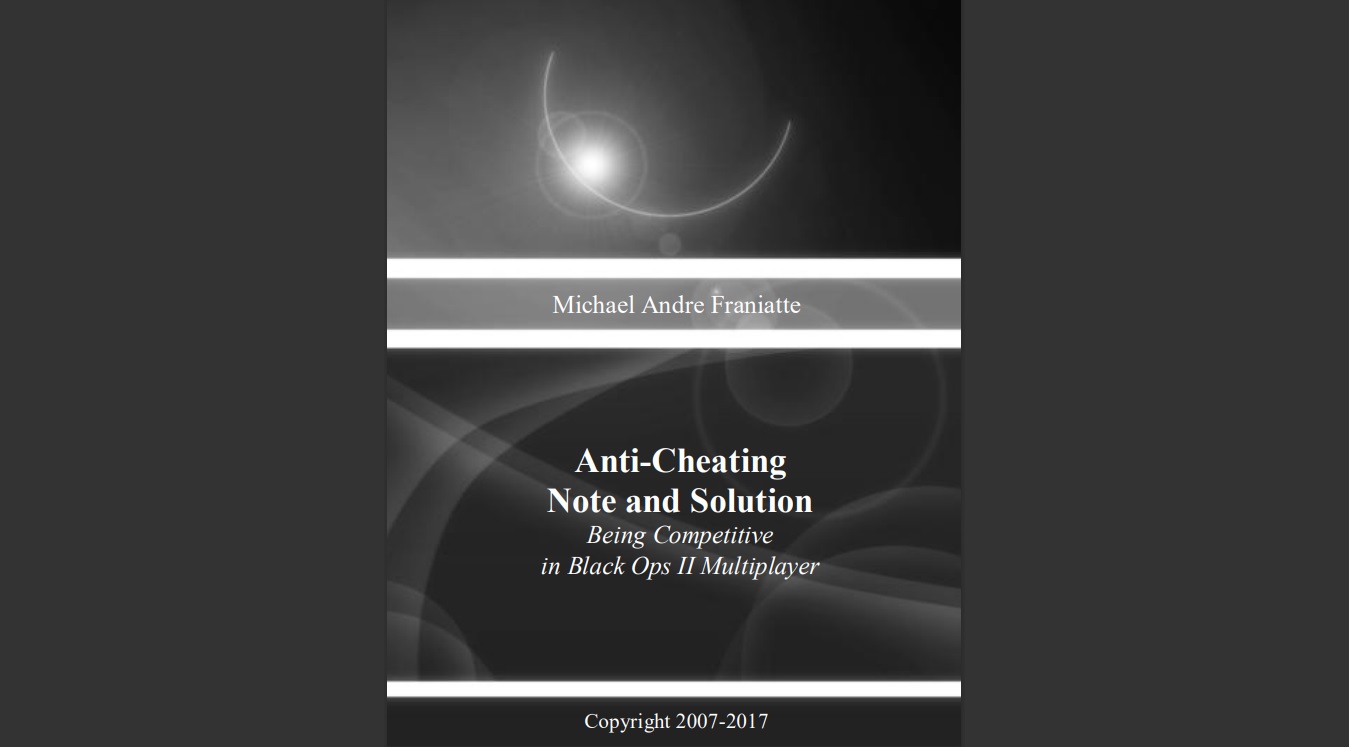 Michael Andre Franiatte
Anti-Cheating
Note and Solution
Being Competitive
in Black Ops II Multiplayer
Copyright 2007-2017